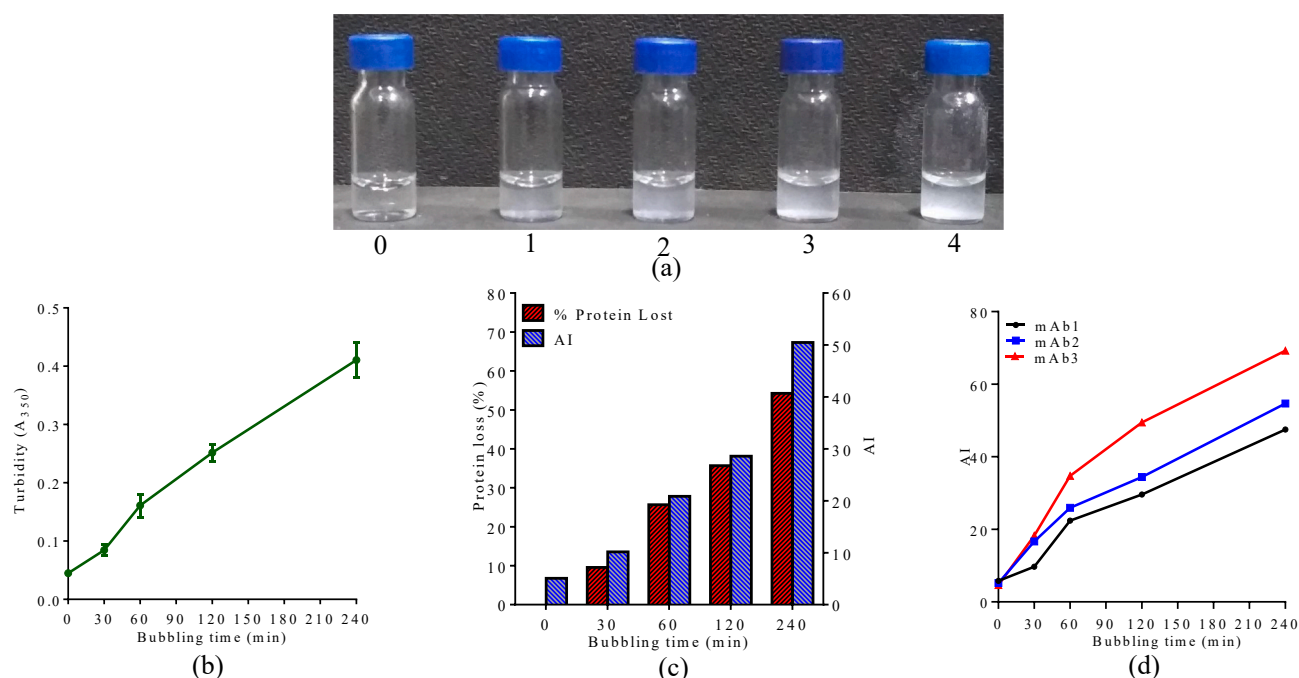 0 1 2 3 4
(a)
0.5
0.4
0.3
0.2
0.1
0.0
Turbidity (A350)
0 30 60 90 120 150 180 210 240
Bubbling time (min)
(b)
80
70
60
50
40
30
20
10
0
Protein loss (%)
% Protein Lost
AI
60
50
40
30
20
10
0
AI
0 30 60 120 240
Bubbling time (min)
(c)
80
60
40
20
0
AI
mAb1
mAb2
mAb3
0 30 60 90 120 150 180 210 240
Bubbling time (min)
(d)